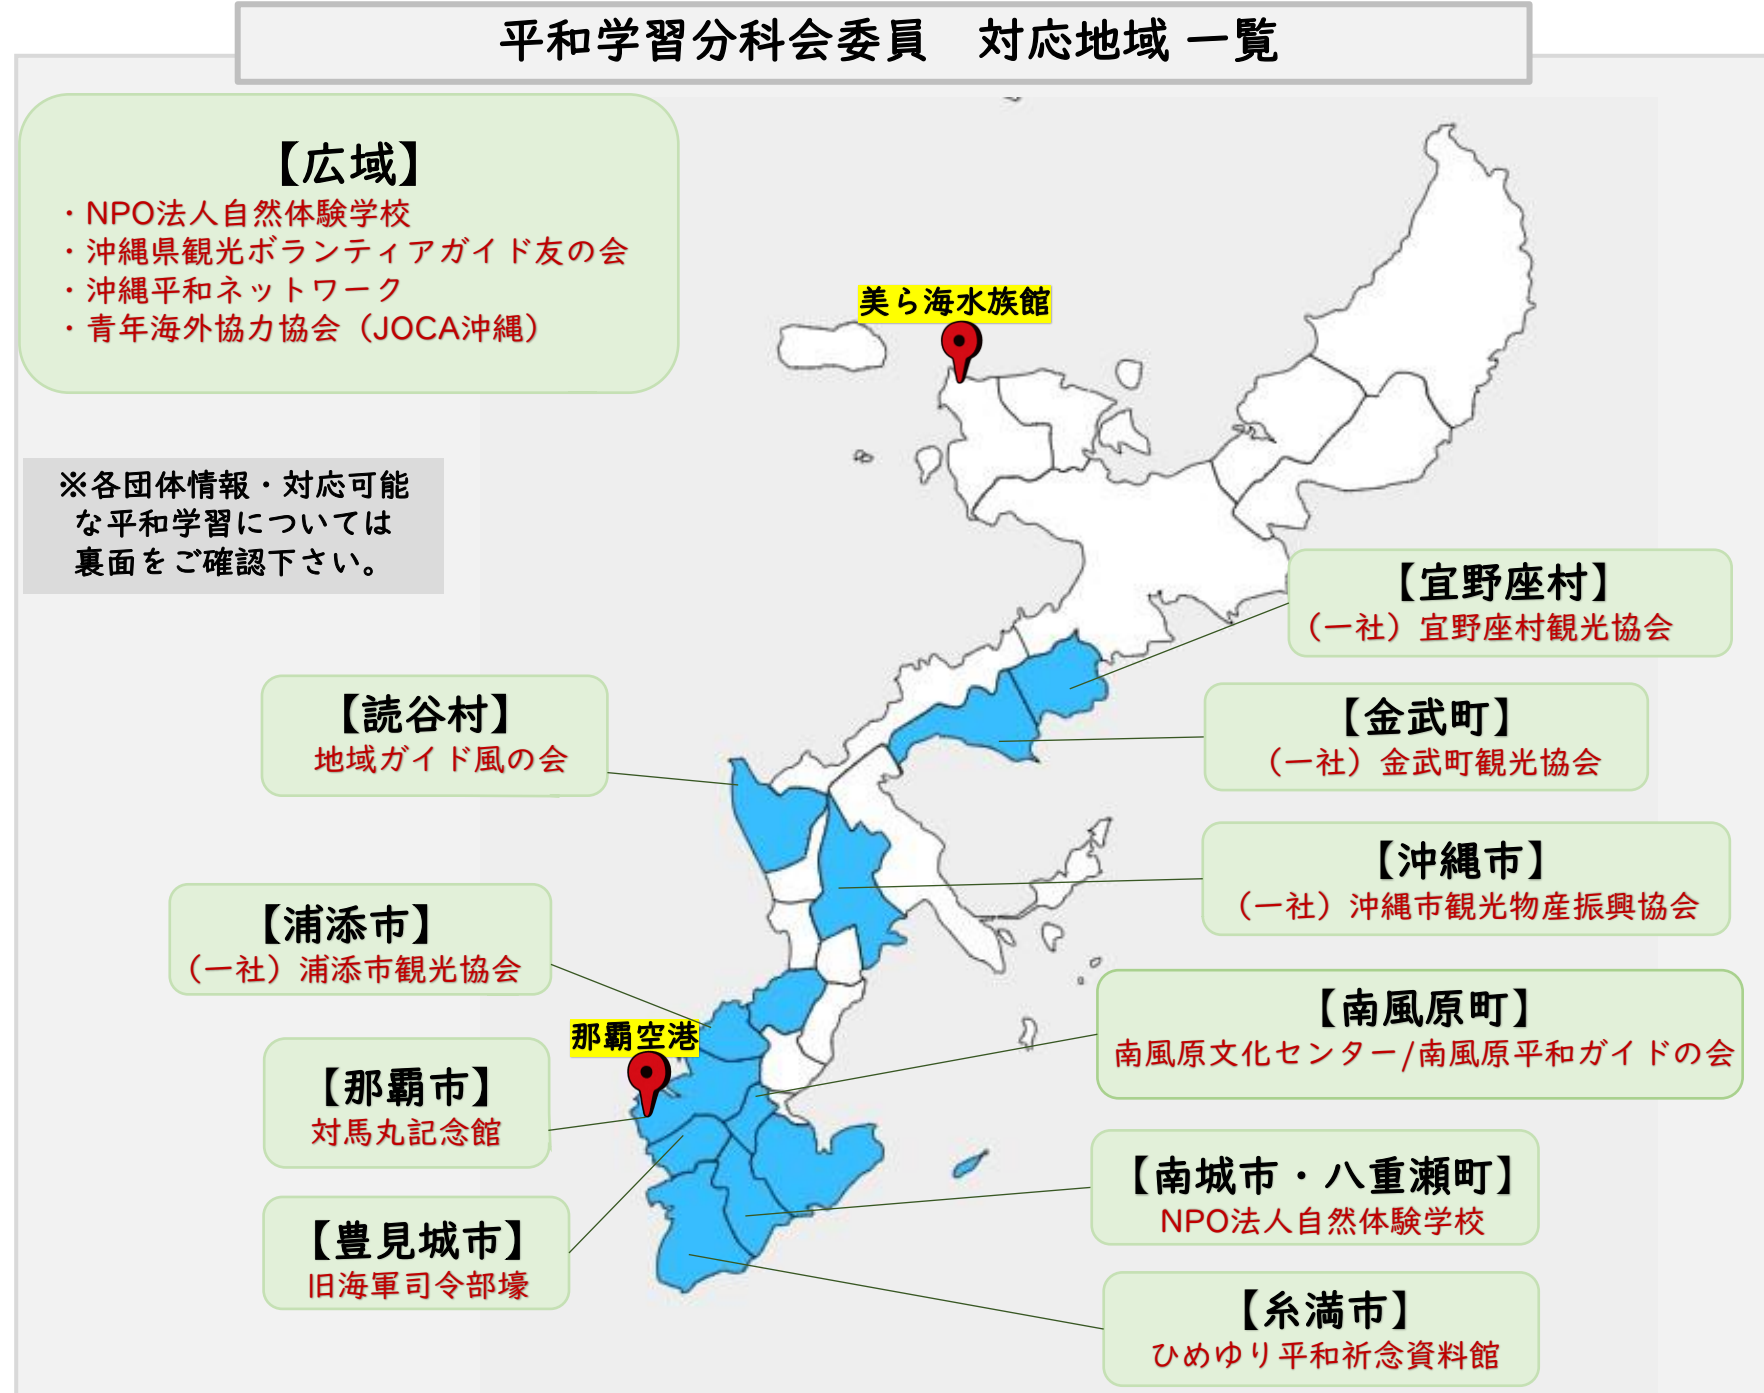 平和学習分科会委員　対応地域 一覧
【広域】
・NPO法人自然体験学校
・沖縄県観光ボランティアガイド友の会
・沖縄平和ネットワーク
・青年海外協力協会（JOCA沖縄）
※各団体情報・対応可能
な平和学習については
裏面をご確認下さい。
美ら海水族館
【宜野座村】
（一社）宜野座村観光協会
【金武町】
（一社）金武町観光協会
【読谷村】
地域ガイド風の会
【沖縄市】
（一社）沖縄市観光物産振興協会
【浦添市】
（一社）浦添市観光協会
【南風原町】
南風原文化センター/南風原平和ガイドの会
那覇空港
【那覇市】
対馬丸記念館
【南城市・八重瀬町】
NPO法人自然体験学校
【豊見城市】
旧海軍司令部壕
【糸満市】
ひめゆり平和祈念資料館